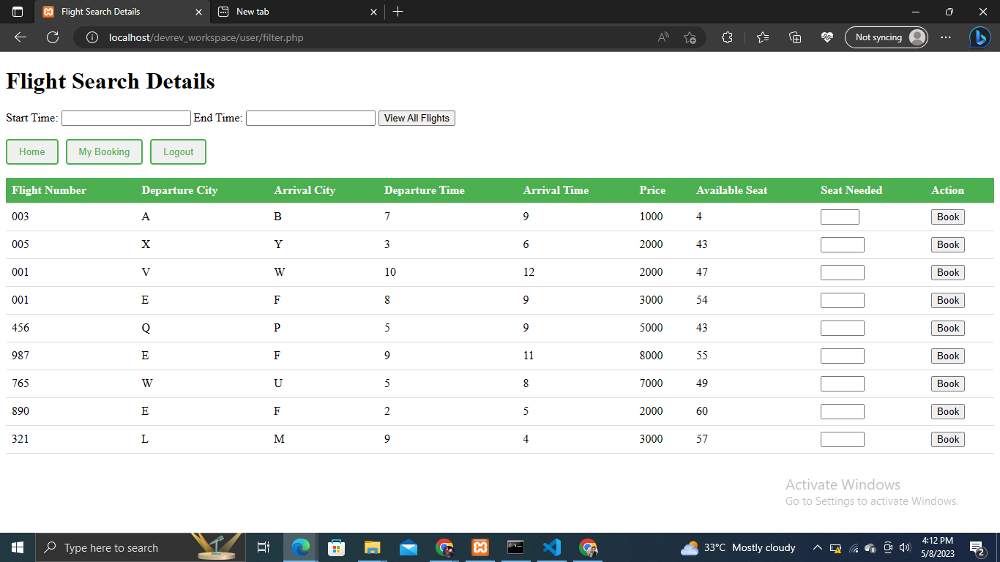 Flight Search Details
New tab
localhost/devrev_workspace/user/filter.php
Not syncing
Flight Search Details
Start Time: End Time: View All Flights
Home My Booking Logout
Flight Number Departure City Arrival City Departure Time Arrival Time Price Available Seat Seat Needed Action
003 A B 7 9 1000 4 Book
005 X Y 3 6 2000 43 Book
001 V W 10 12 2000 47 Book
001 E F 8 9 3000 54 Book
456 Q P 5 9 5000 43 Book
987 E F 9 11 8000 55 Book
765 W U 5 8 7000 49 Book
890 E F 2 5 2000 60 Book
321 L M 9 4 3000 57 Book
Activate Windows
Go to Settings to activate Windows.
Type here to search
33°C Mostly cloudy
4:12 PM
5/8/2023
2